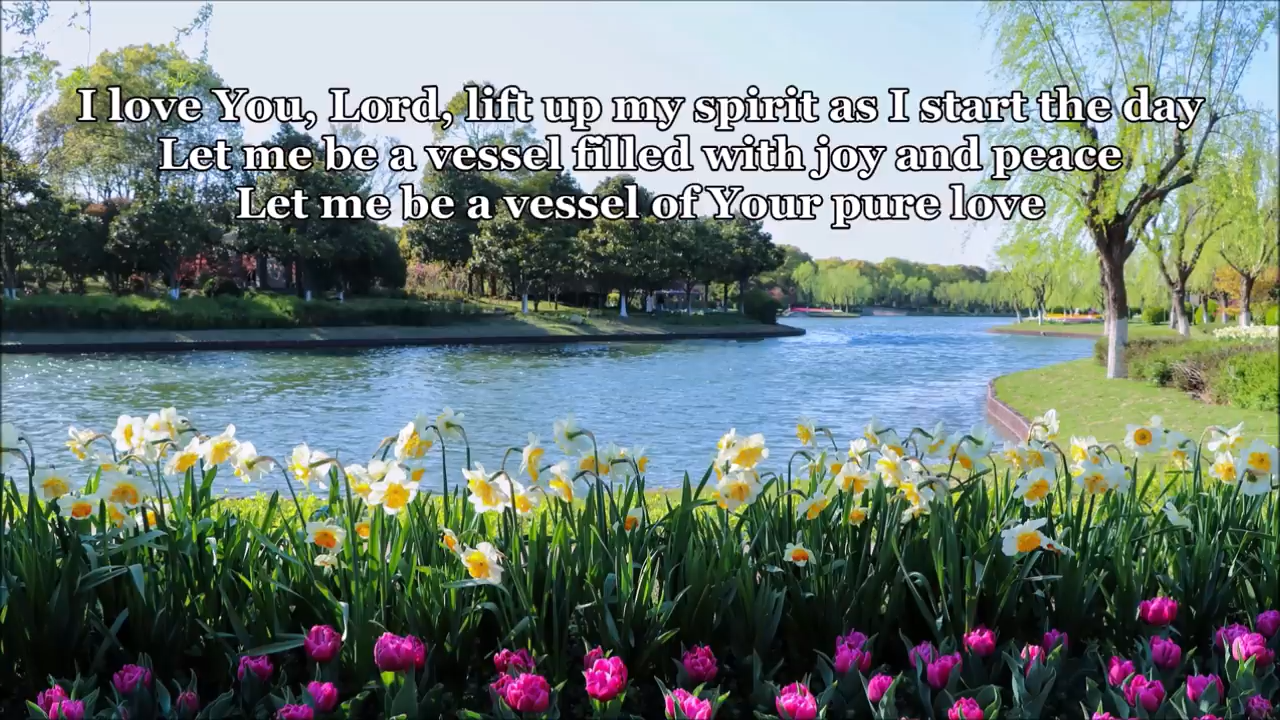 I love You, Lord, lift up my spirit as I start the day
Let me be a vessel filled with joy and peace
Let me be a vessel of Your pure love